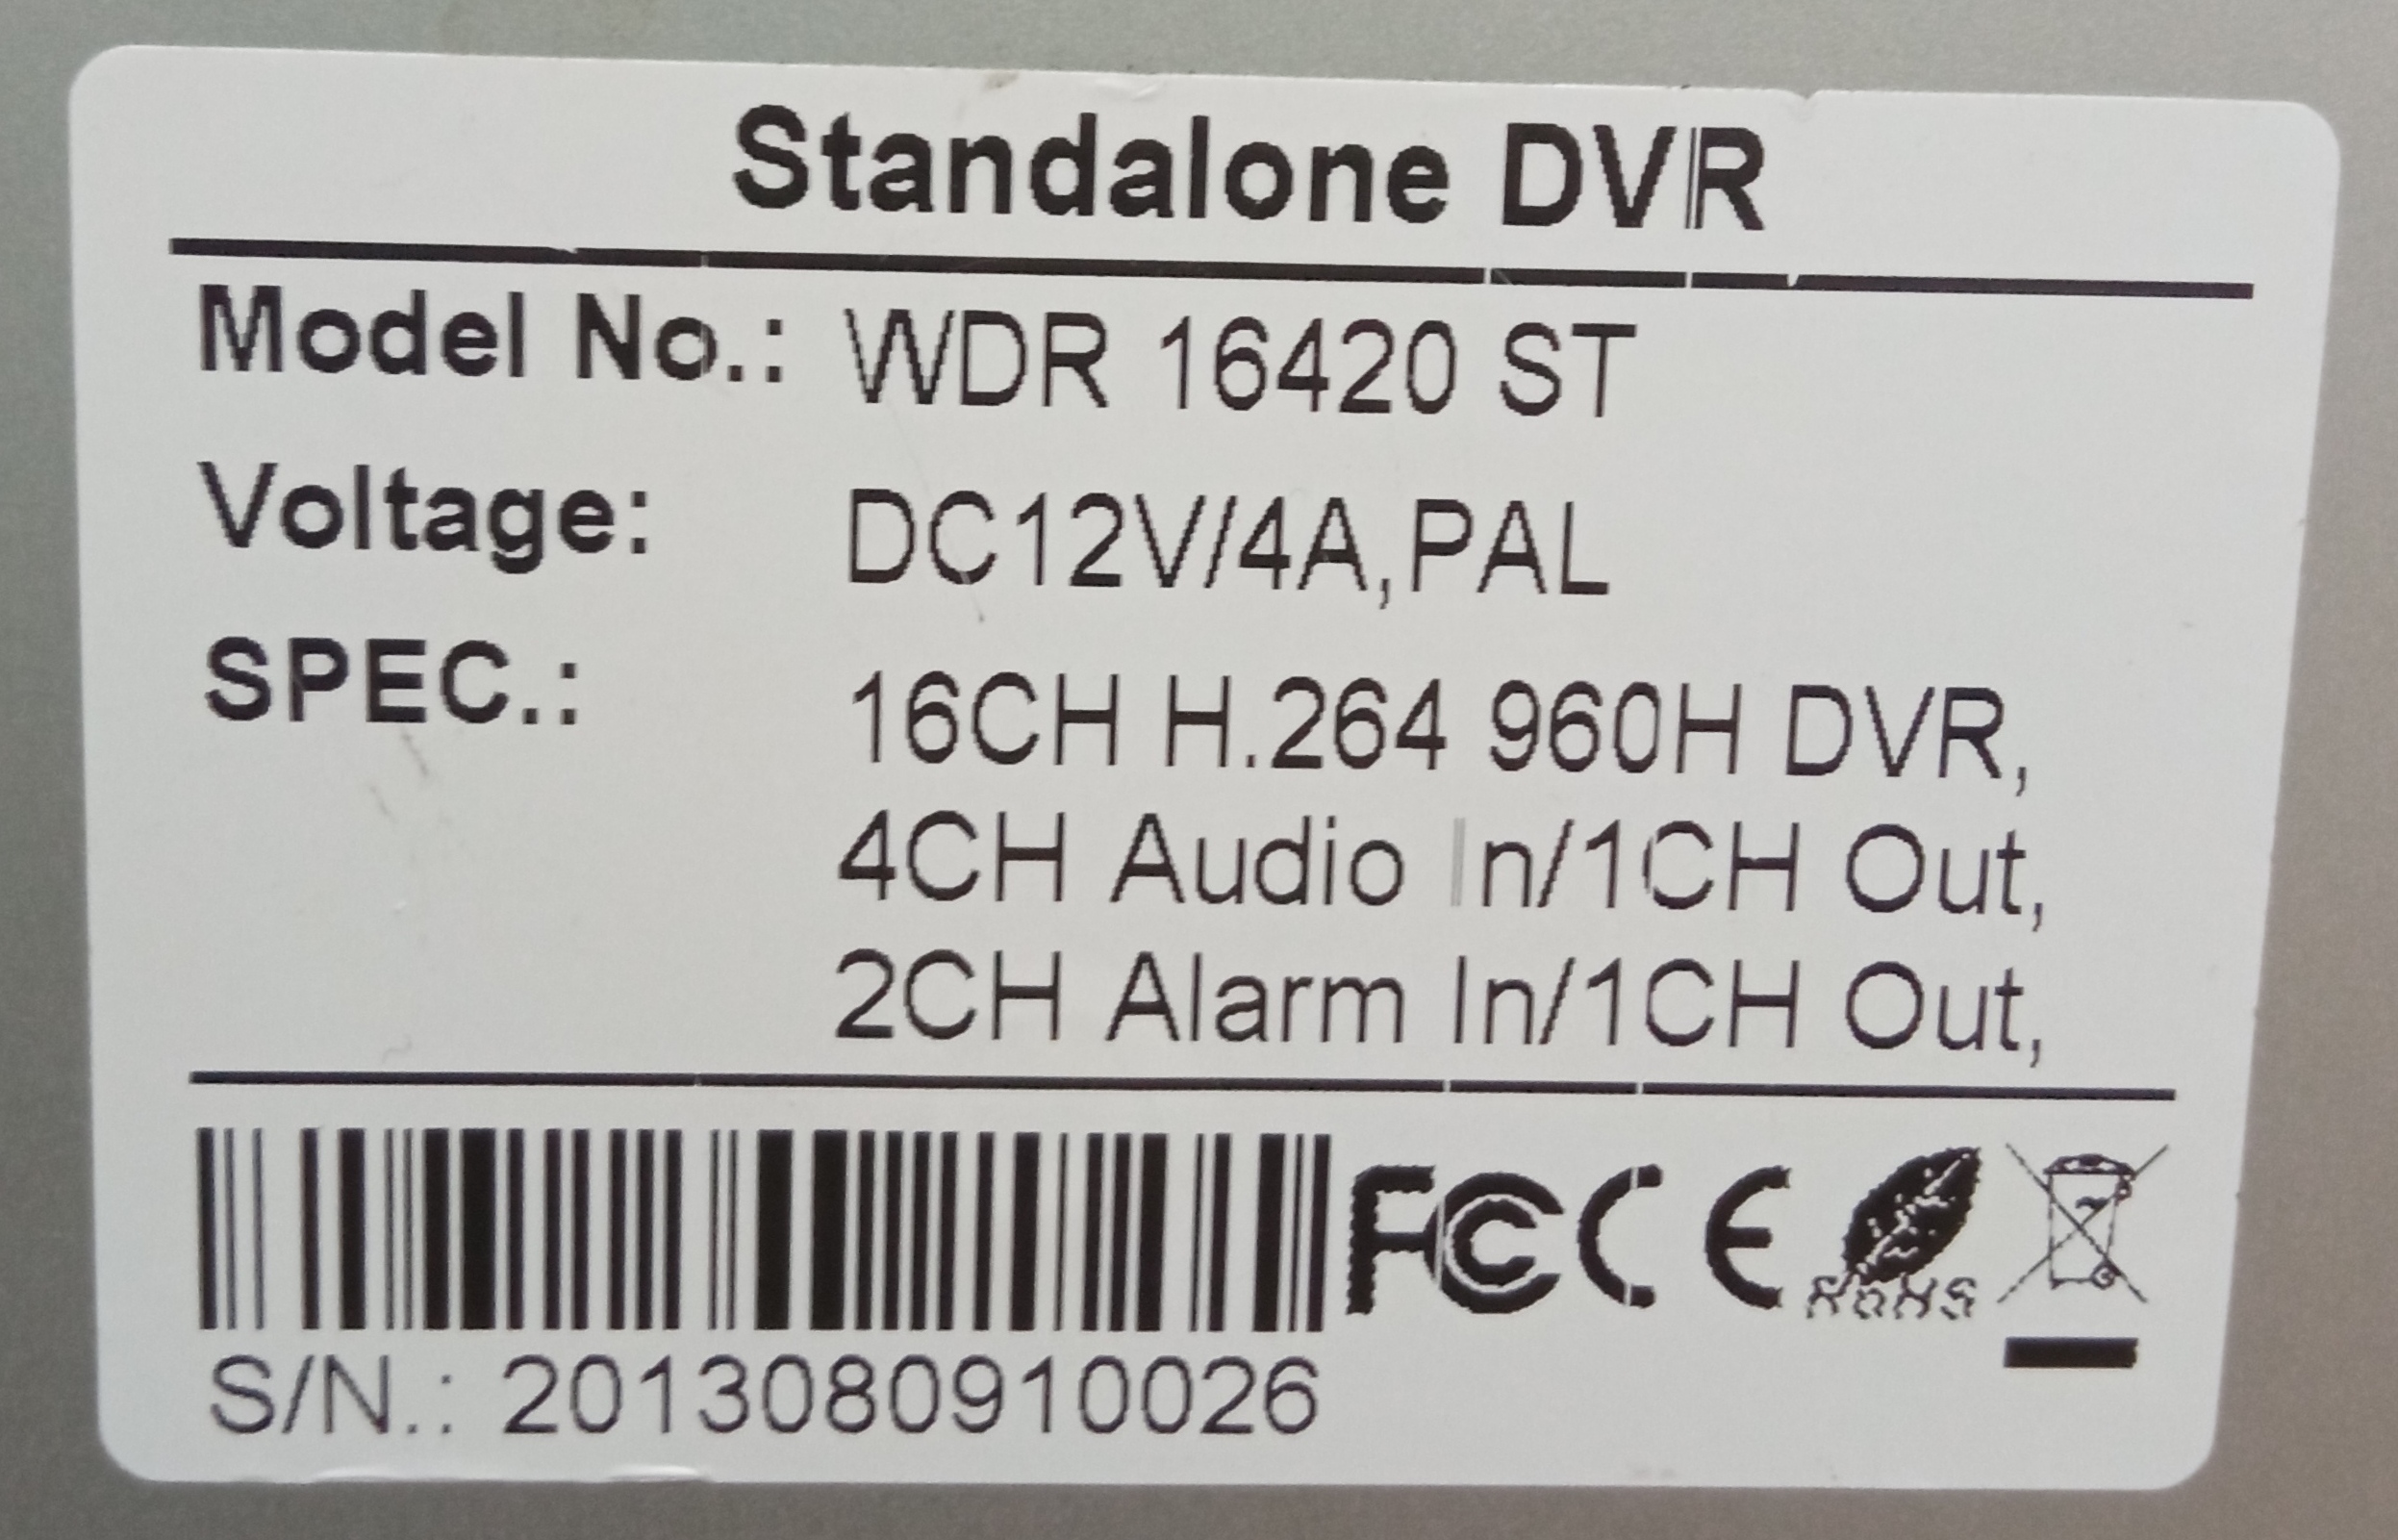 Standalone DVR
Model No.: WDR 16420 ST
Voltage: DC12V/4A,PAL
SPEC.: 16CH H.264 960H DVR,
4CH Audio In/1CH Out,
2CH Alarm In/1CH Out,
FC CE RoHS
S/N.: 2013080910026